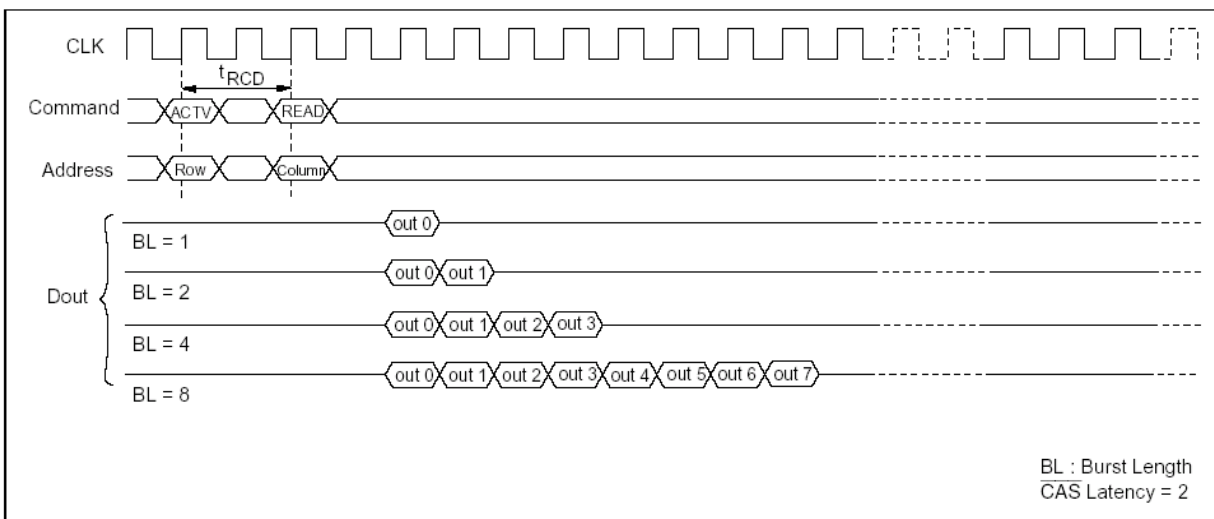 CLK
tRCD
Command ACTV READ
Address Row Column
out 0
BL = 1
out 0 out 1
BL = 2
Dout
out 0 out 1 out 2 out 3
BL = 4
out 0 out 1 out 2 out 3 out 4 out 5 out 6 out 7
BL = 8
BL : Burst Length
CAS Latency = 2